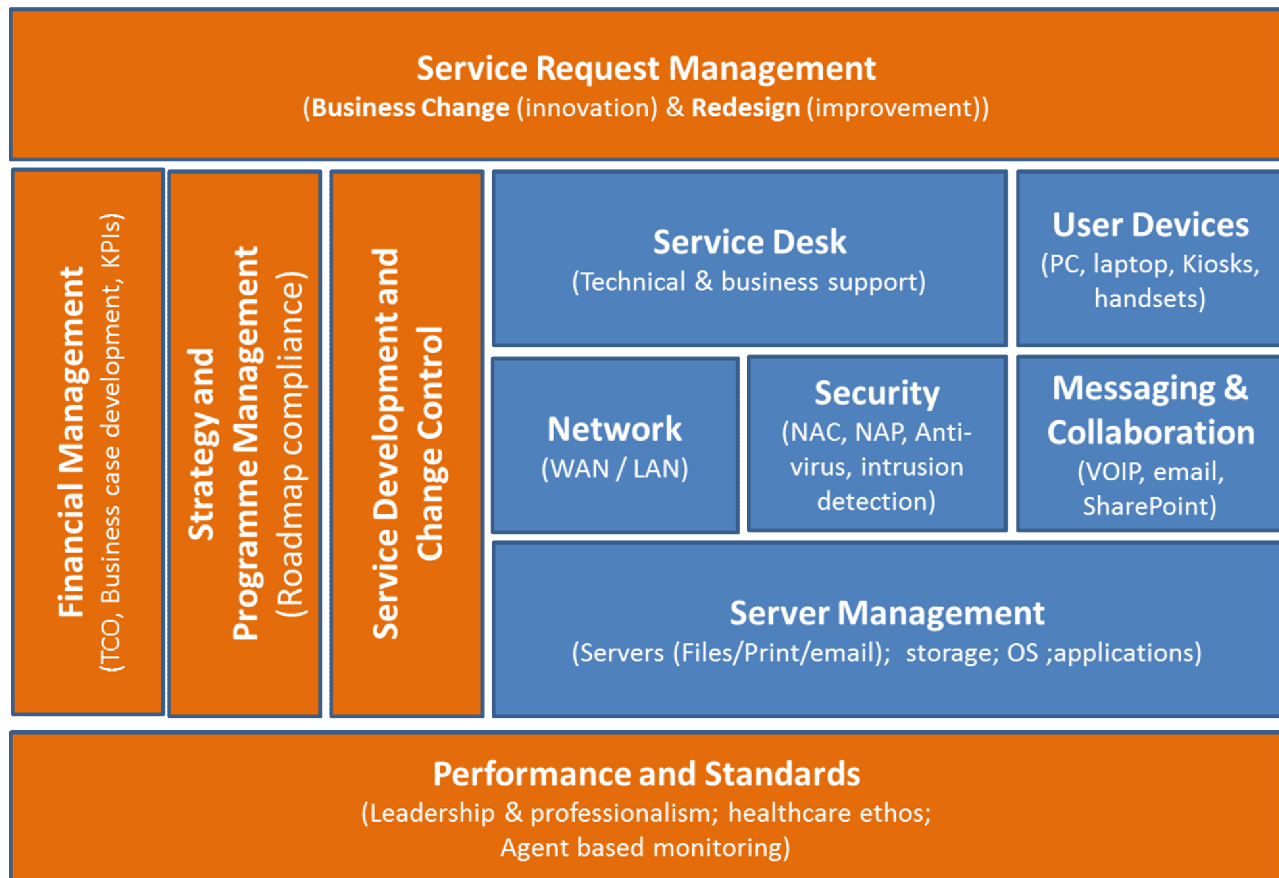 Service Request Management
(Business Change (innovation) & Redesign (improvement))
Financial Management
(TCO, Business case development, KPIs)
Strategy and
Programme Management
(Roadmap compliance)
Service Development and
Change Control
Service Desk
(Technical & business support)
User Devices
(PC, laptop, Kiosks,
handsets)
Network
(WAN / LAN)
Security
(NAC, NAP, Anti-
virus, intrusion
detection)
Messaging &
Collaboration
(VOIP, email,
SharePoint)
Server Management
(Servers (Files/Print/email);  storage; OS ;applications)
Performance and Standards
(Leadership & professionalism; healthcare ethos;
Agent based monitoring)